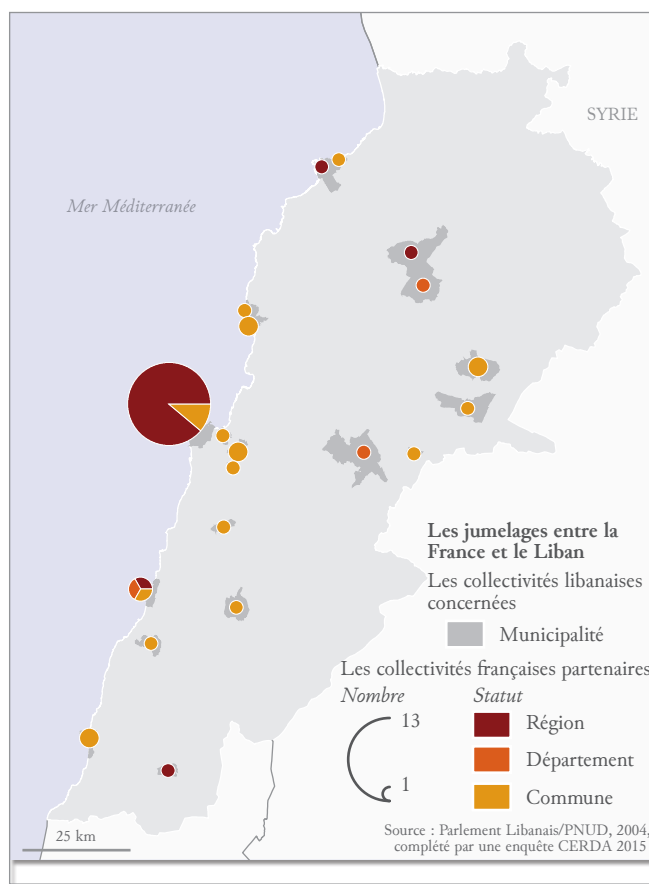 SYRIE
Mer Méditerranée
Les jumelages entre la
France et le Liban
Les collectivités libanaises
concernées
Municipalité
Les collectivités françaises partenaires
Nombre
Statut
13
1
Région
Département
Commune
25 km
Source : Parlement Libanais/PNUD, 2004,
complété par une enquête CERDA 2015